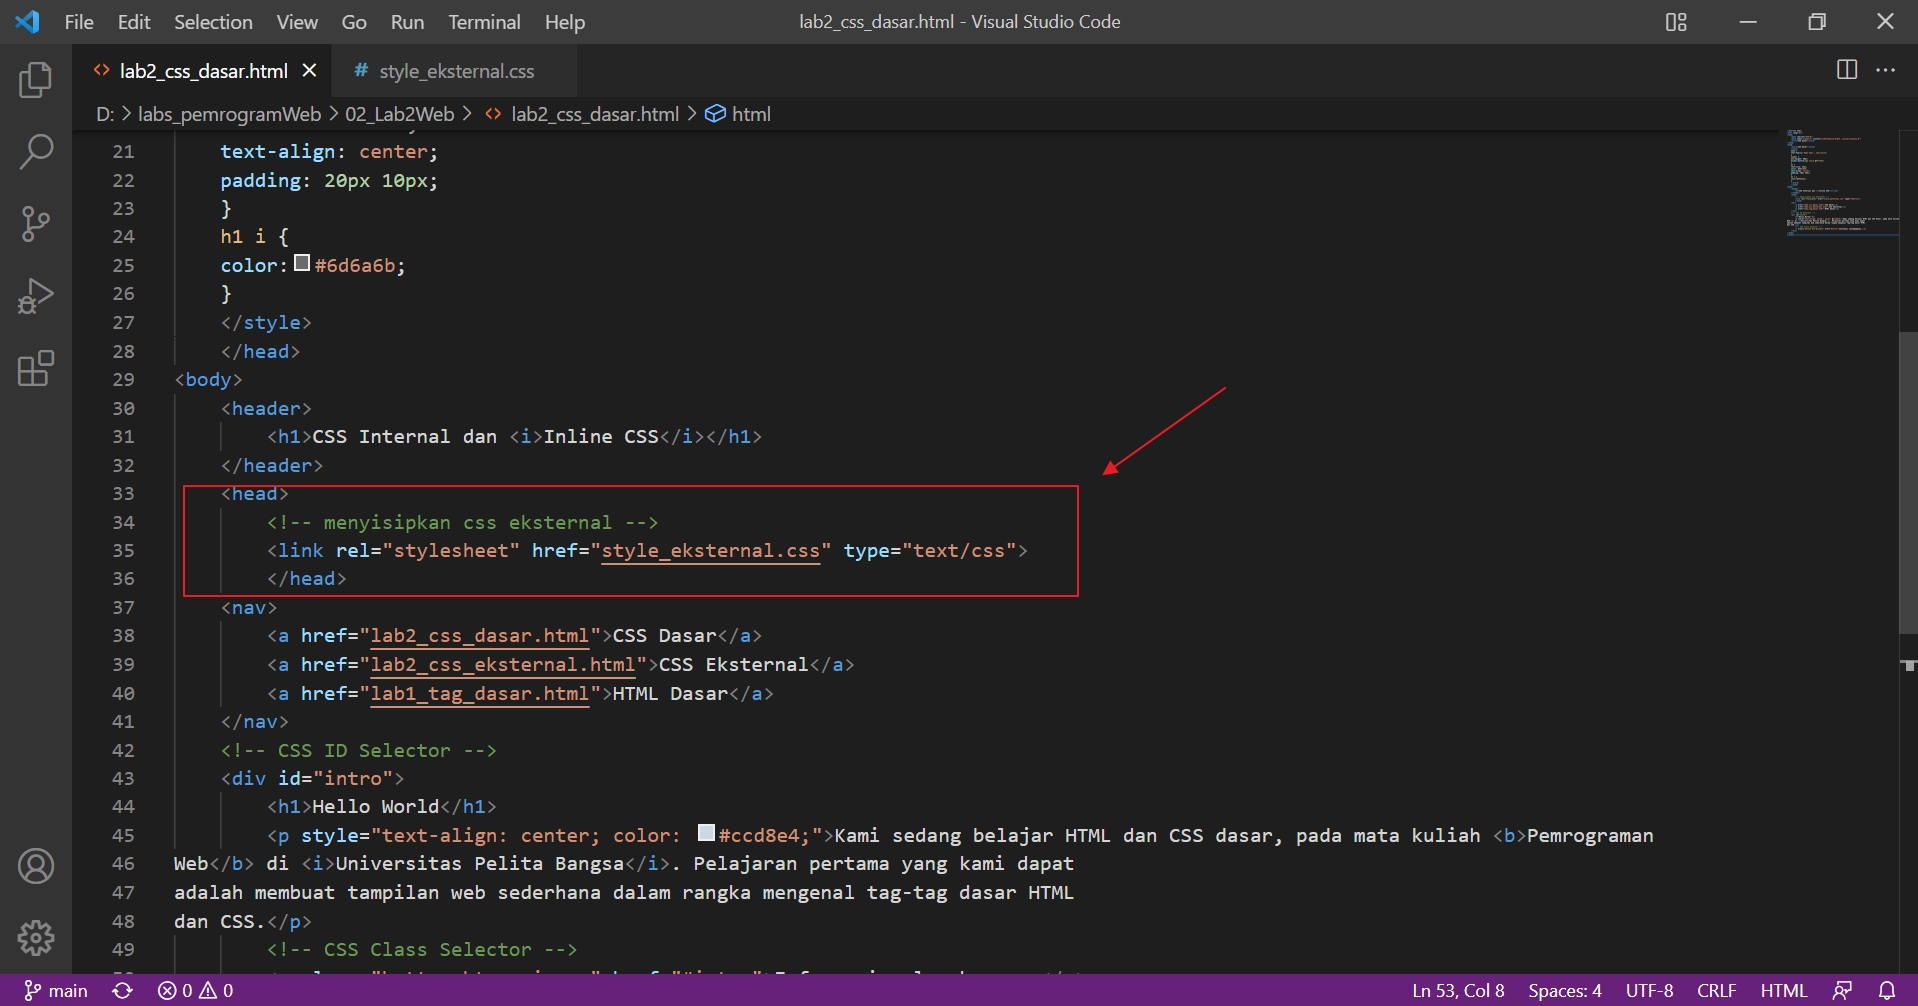 File Edit Selection View Go Run Terminal Help lab2_css_dasar.html - Visual Studio Code
lab2_css_dasar.html style_eksternal.css
D: > labs_pemrogramWeb > 02_Lab2Web > lab2_css_dasar.html > html
21 text-align: center;
22 padding: 20px 10px;
23 }
24 h1 i {
25 color: #6d6a6b;
26 }
27 </style>
28 </head>
29 <body>
30 <header>
31 <h1>CSS Internal dan <i>Inline CSS</i></h1>
32 </header>
33 <head>
34 <!-- menyisipkan css eksternal -->
35 <link rel="stylesheet" href="style_eksternal.css" type="text/css">
36 </head>
37 <nav>
38 <a href="lab2_css_dasar.html">CSS Dasar</a>
39 <a href="lab2_css_eksternal.html">CSS Eksternal</a>
40 <a href="lab1_tag_dasar.html">HTML Dasar</a>
41 </nav>
42 <!-- CSS ID Selector -->
43 <div id="intro">
44 <h1>Hello World</h1>
45 <p style="text-align: center; color: #ccd8e4;">Kami sedang belajar HTML dan CSS dasar, pada mata kuliah <b>Pemrograman
46 Web</b> di <i>Universitas Pelita Bangsa</i>. Pelajaran pertama yang kami dapat
47 adalah membuat tampilan web sederhana dalam rangka mengenal tag-tag dasar HTML
48 dan CSS.</p>
49 <!-- CSS Class Selector -->
main 0 0 Ln 53, Col 8 Spaces: 4 UTF-8 CRLF HTML